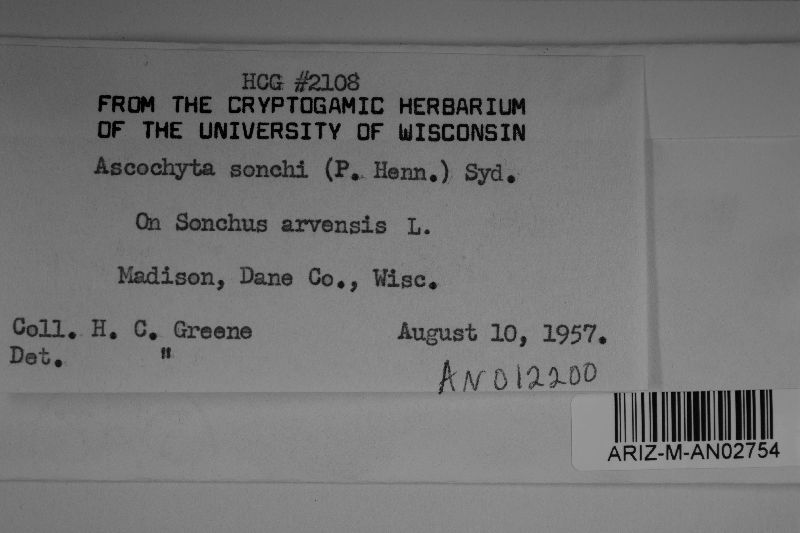 HCG #2108
FROM THE CRYPTOGAMIC HERBARIUM
OF THE UNIVERSITY OF WISCONSIN
Ascochyta sonchi (P. Henn.) Syd.
On Sonchus arvensis L.
Madison, Dane Co., Wisc.
Coll. H. C. Greene August 10, 1957.
Det. "
AN012200
ARIZ-M-AN02754